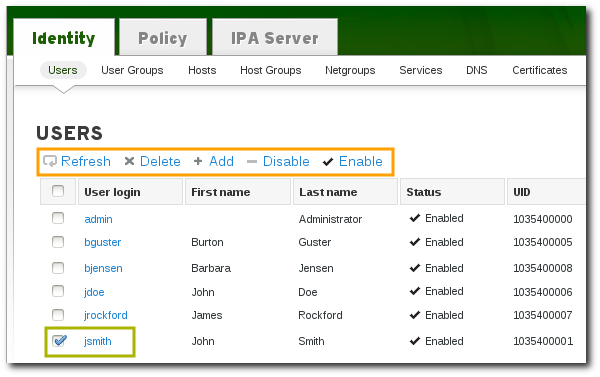 Identity Policy IPA Server
Users User Groups Hosts Host Groups Netgroups Services DNS Certificates
USERS
Refresh Delete Add Disable Enable
User login First name Last name Status UID
admin Administrator Enabled 1035400000
bguster Burton Guster Enabled 1035400005
bjensen Barbara Jensen Enabled 1035400008
jdoe John Doe Enabled 1035400006
jrockford James Rockford Enabled 1035400007
jsmith John Smith Enabled 1035400001